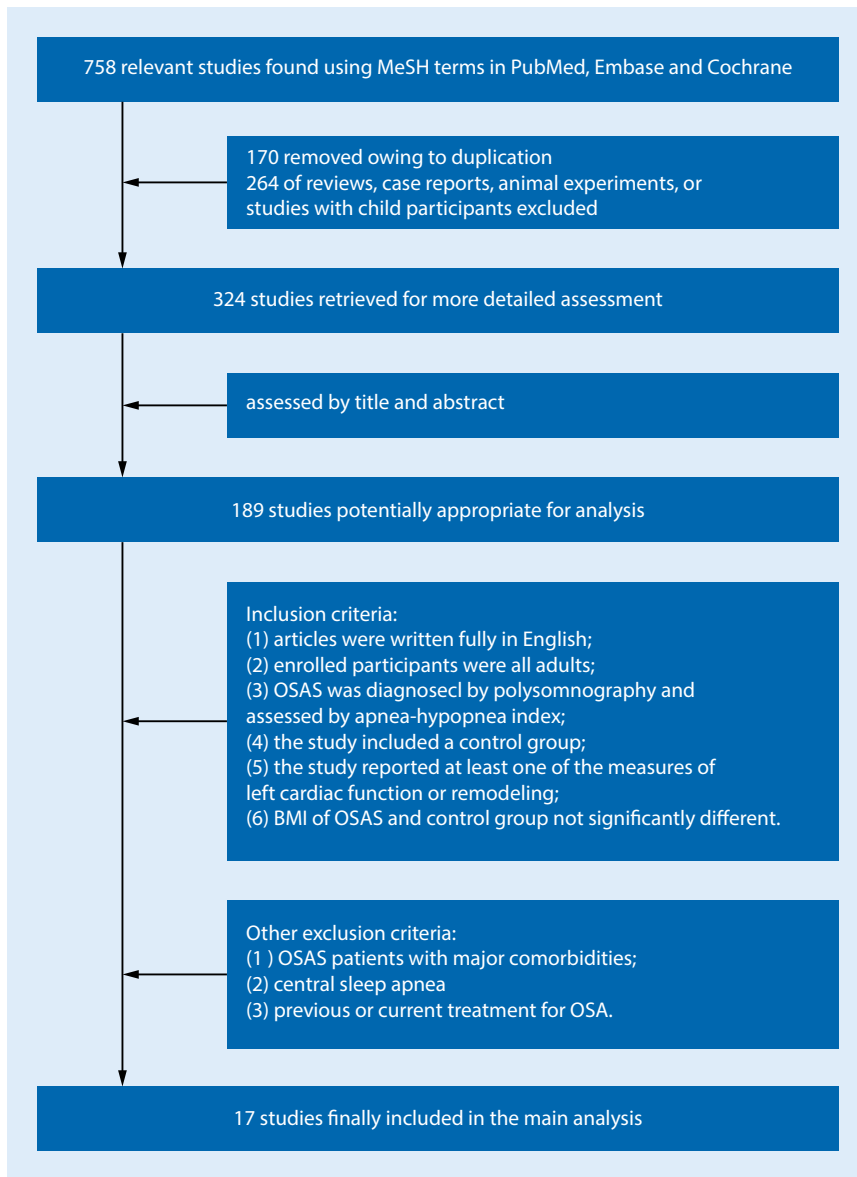 758 relevant studies found using MeSH terms in PubMed, Embase and Cochrane
170 removed owing to duplication
264 of reviews, case reports, animal experiments, or
studies with child participants excluded
324 studies retrieved for more detailed assessment
assessed by title and abstract
189 studies potentially appropriate for analysis
Inclusion criteria:
(1) articles were written fully in English;
(2) enrolled participants were all adults;
(3) OSAS was diagnosecl by polysomnography and
assessed by apnea-hypopnea index;
(4) the study included a control group;
(5) the study reported at least one of the measures of
left cardiac function or remodeling;
(6) BMI of OSAS and control group not significantly different.
Other exclusion criteria:
(1 ) OSAS patients with major comorbidities;
(2) central sleep apnea
(3) previous or current treatment for OSA.
17 studies finally included in the main analysis